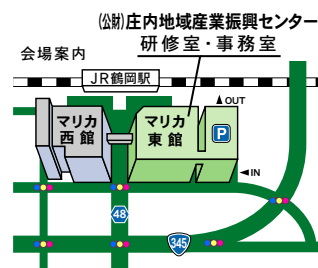 (公財)庄内地域産業振興センター
研修室・事務室
会場案内
JR鶴岡駅
▲OUT
マリカ
西館
マリカ
東館
P
◀IN
48
345